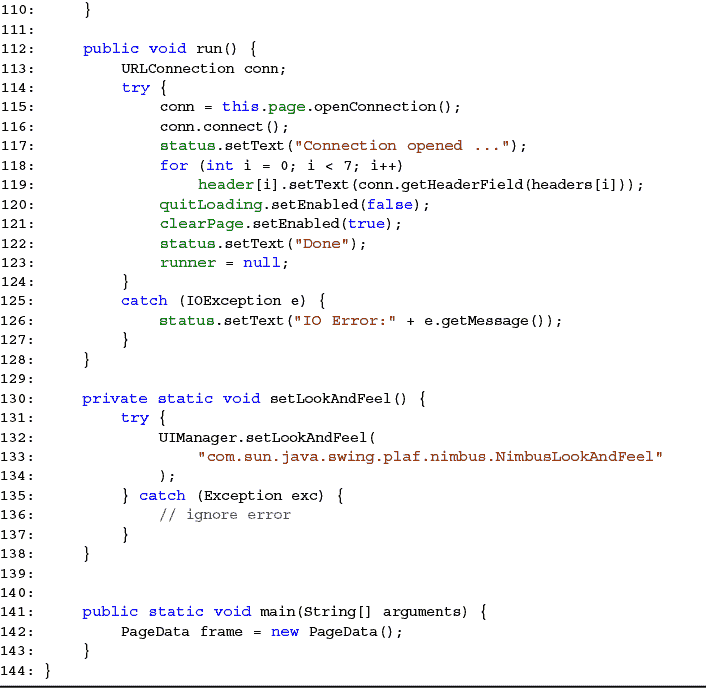 110:     }
111:
112:     public void run() {
113:         URLConnection conn;
114:         try {
115:             conn = this.page.openConnection();
116:             conn.connect();
117:             status.setText("Connection opened ...");
118:             for (int i = 0; i < 7; i++)
119:                 header[i].setText(conn.getHeaderField(headers[i]));
120:             quitLoading.setEnabled(false);
121:             clearPage.setEnabled(true);
122:             status.setText("Done");
123:             runner = null;
124:         }
125:         catch (IOException e) {
126:             status.setText("IO Error:" + e.getMessage());
127:         }
128:     }
129:
130:     private static void setLookAndFeel() {
131:         try {
132:             UIManager.setLookAndFeel(
133:                 "com.sun.java.swing.plaf.nimbus.NimbusLookAndFeel"
134:             );
135:         } catch (Exception exc) {
136:             // ignore error
137:         }
138:     }
139:
140:
141:     public static void main(String[] arguments) {
142:         PageData frame = new PageData();
143:     }
144: }